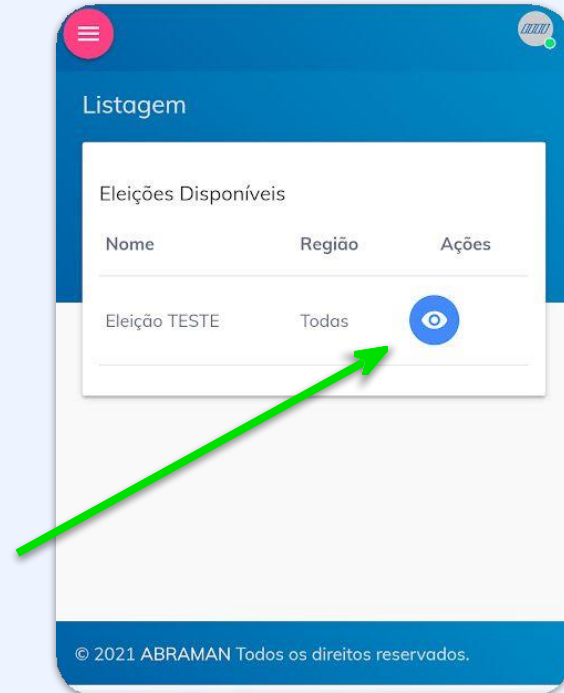 Listagem
Eleições Disponíveis
Nome Região Ações
Eleição TESTE Todas
© 2021 ABRAMAN Todos os direitos reservados.